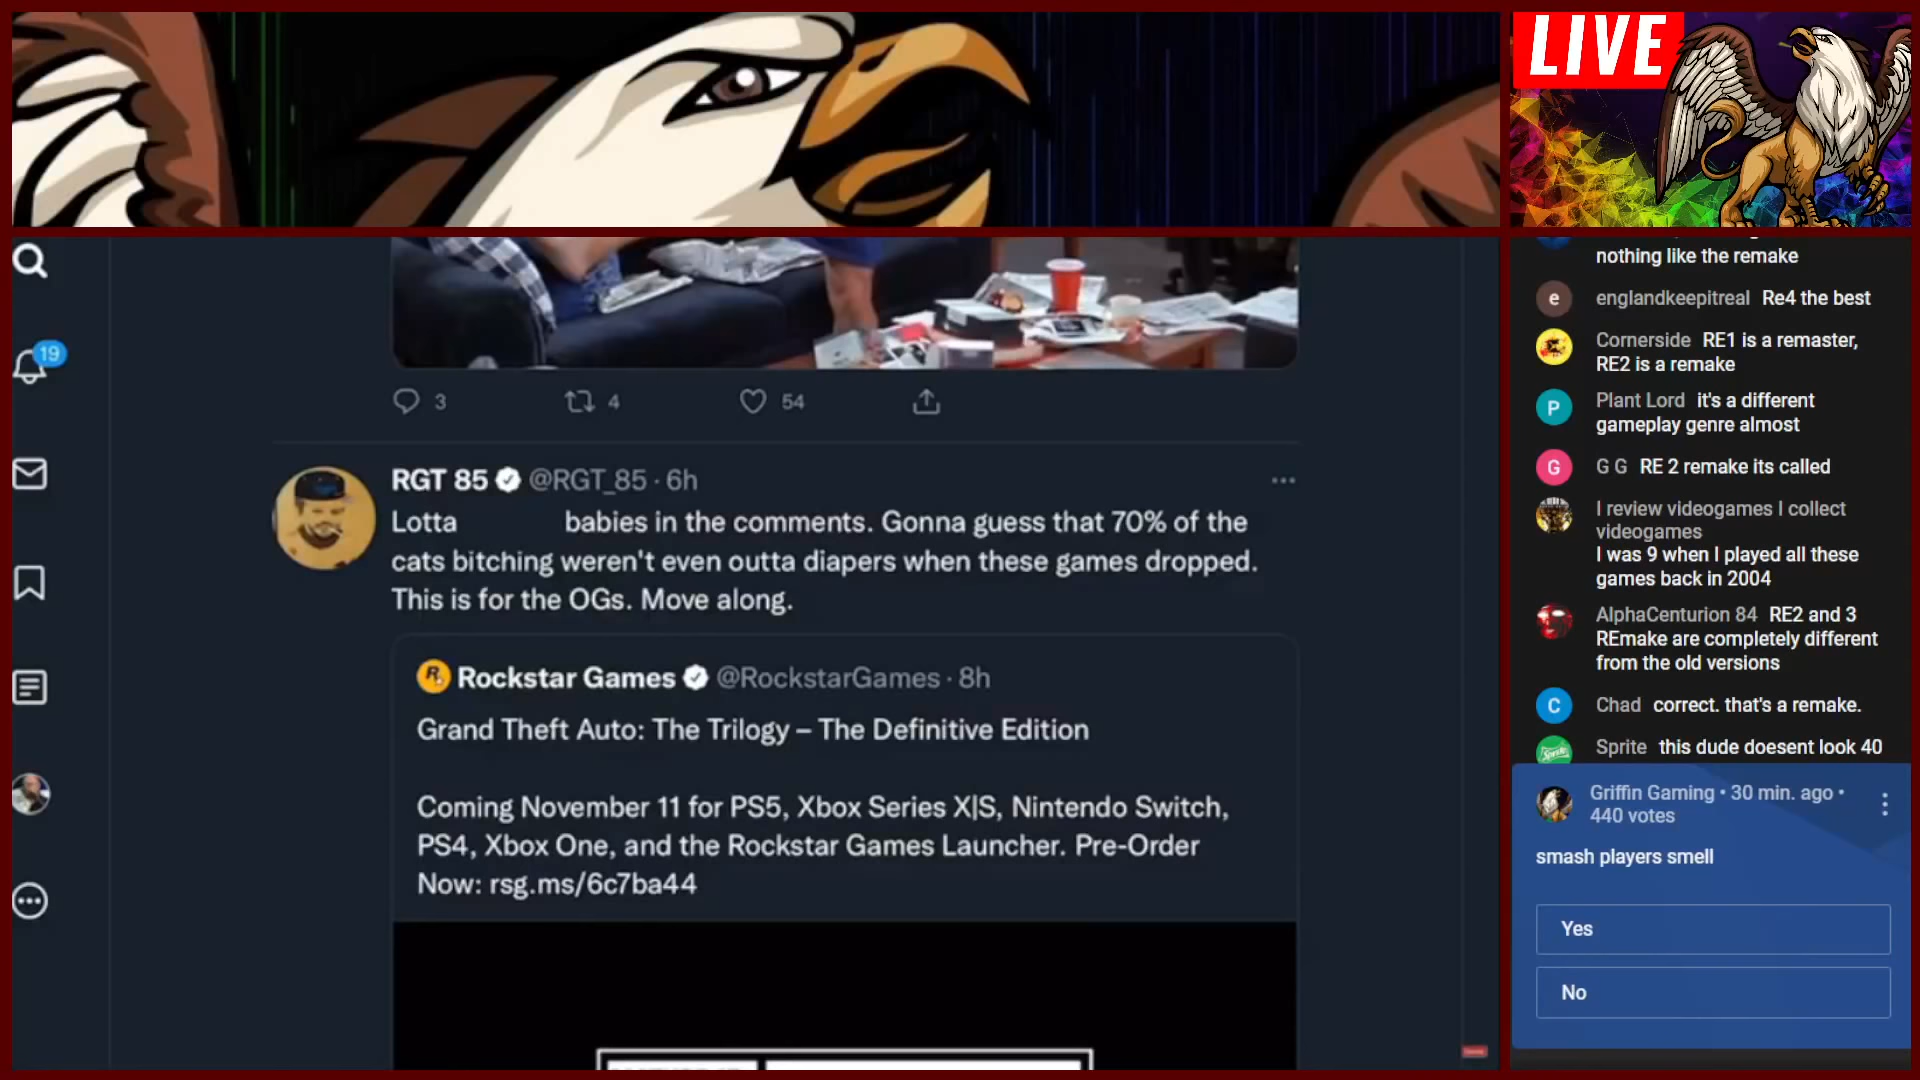 LIVE
19
3
4
54
RGT 85 @RGT_85 · 6h
Lotta babies in the comments. Gonna guess that 70% of the
cats bitching weren't even outta diapers when these games dropped.
This is for the OGs. Move along.
Rockstar Games @RockstarGames · 8h
Grand Theft Auto: The Trilogy – The Definitive Edition
Coming November 11 for PS5, Xbox Series X|S, Nintendo Switch,
PS4, Xbox One, and the Rockstar Games Launcher. Pre-Order
Now: rsg.ms/6c7ba44
nothing like the remake
e englandkeepitreal Re4 the best
Cornerside RE1 is a remaster,
RE2 is a remake
P Plant Lord it's a different
gameplay genre almost
G G G RE 2 remake its called
I review videogames I collect
videogames
I was 9 when I played all these
games back in 2004
AlphaCenturion 84 RE2 and 3
REmake are completely different
from the old versions
C Chad correct. that's a remake.
Sprite this dude doesent look 40
Griffin Gaming • 30 min. ago •
440 votes
smash players smell
Yes
No